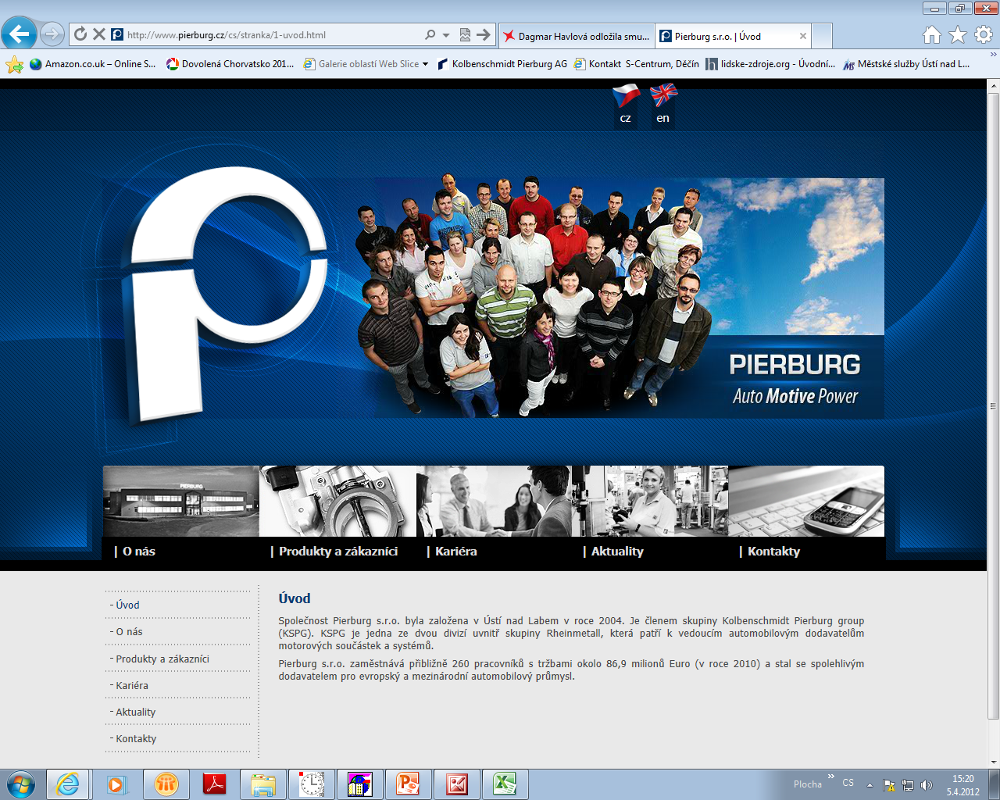 http://www.pierburg.cz/cs/stranka/1-uvod.html
Dagmar Havlová odložila smu...
Pierburg s.r.o. | Úvod
Amazon.co.uk – Online S...
Dovolená Chorvatsko 201...
Galerie oblastí Web Slice
Kolbenschmidt Pierburg AG
Kontakt S-Centrum, Děčín
lidske-zdroje.org - Úvodní...
Městské služby Ústí nad L...
cz
en
PIERBURG
Auto Motive Power
PIERBURG
| O nás
| Produkty a zákazníci
| Kariéra
| Aktuality
| Kontakty
- Úvod
- O nás
- Produkty a zákazníci
- Kariéra
- Aktuality
- Kontakty
Úvod
Společnost Pierburg s.r.o. byla založena v Ústí nad Labem v roce 2004. Je členem skupiny Kolbenschmidt Pierburg group
(KSPG). KSPG je jedna ze dvou divizí uvnitř skupiny Rheinmetall, která patří k vedoucím automobilovým dodavatelům
motorových součástek a systémů.
Pierburg s.r.o. zaměstnává přibližně 260 pracovníků s tržbami okolo 86,9 milionů Euro (v roce 2010) a stal se spolehlivým
dodavatelem pro evropský a mezinárodní automobilový průmysl.
Plocha
CS
15:20
5.4.2012